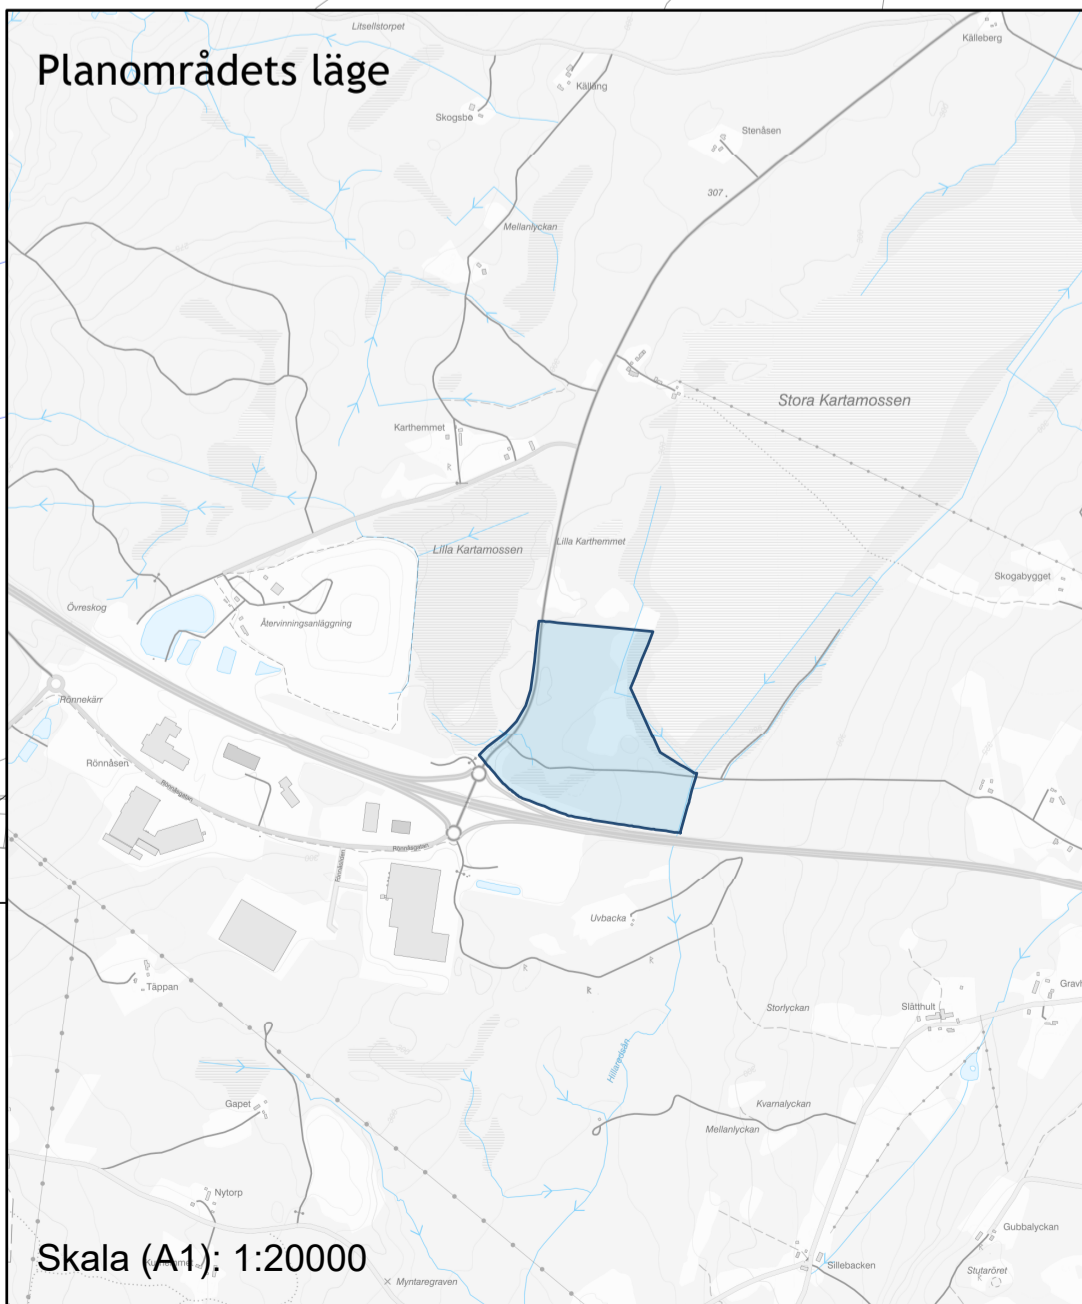 Planområdets läge
Litsellstorpet
Källeberg
Källäng
Skogsbo
Stenåsen
307
Mellanlyckan
Stora Kartamossen
Karthemmet
R
Lilla Karthemmet
Lilla Kartamossen
Skogabygget
Övreskog
Återvinningsanläggning
Rönnekärr
Rönnåsen
Rönnåsgatan
Rönnåsgatan
Uvbacka
R
R
R
Täppan
Storlyckan
Slätthult
Gravh
Hillaredsån
Gapet
Kvarnalyckan
Mellanlyckan
Nytorp
Gubbalyckan
Skala (A1): 1:20000
Sillebacken
Stutaröret
R
Myntaregraven